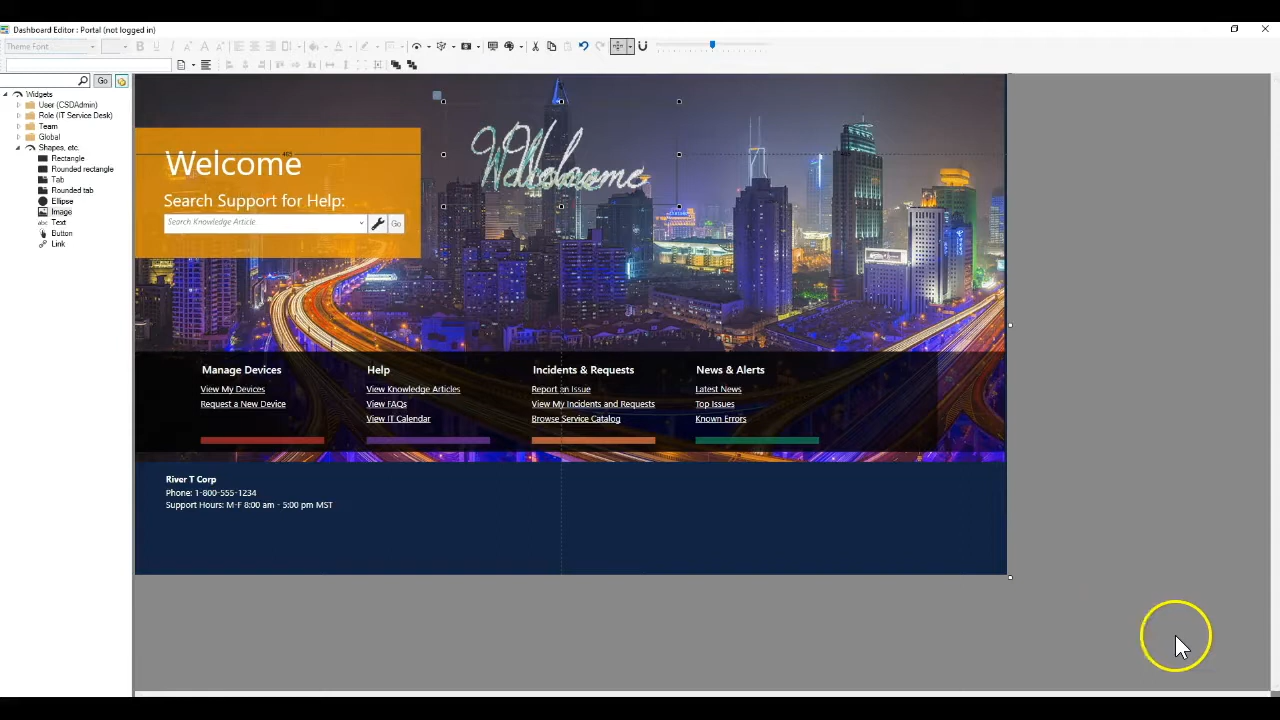 Dashboard Editor : Portal (not logged in)
Theme Font
Go
Widgets
User (CSDAdmin)
Role (IT Service Desk)
Team
Global
Shapes, etc.
Rectangle
Rounded rectangle
Tab
Rounded tab
Ellipse
Image
Text
Button
Link
Welcome
Search Support for Help:
Search Knowledge Article.
Go
Welcome
Manage Devices
View My Devices
Request a New Device
Help
View Knowledge Articles
View FAQs
View IT Calendar
Incidents & Requests
Report an Issue
View My Incidents and Requests
Browse Service Catalog
News & Alerts
Latest News
Top Issues
Known Errors
River T Corp
Phone: 1-800-555-1234
Support Hours: M-F 8:00 am - 5:00 pm MST